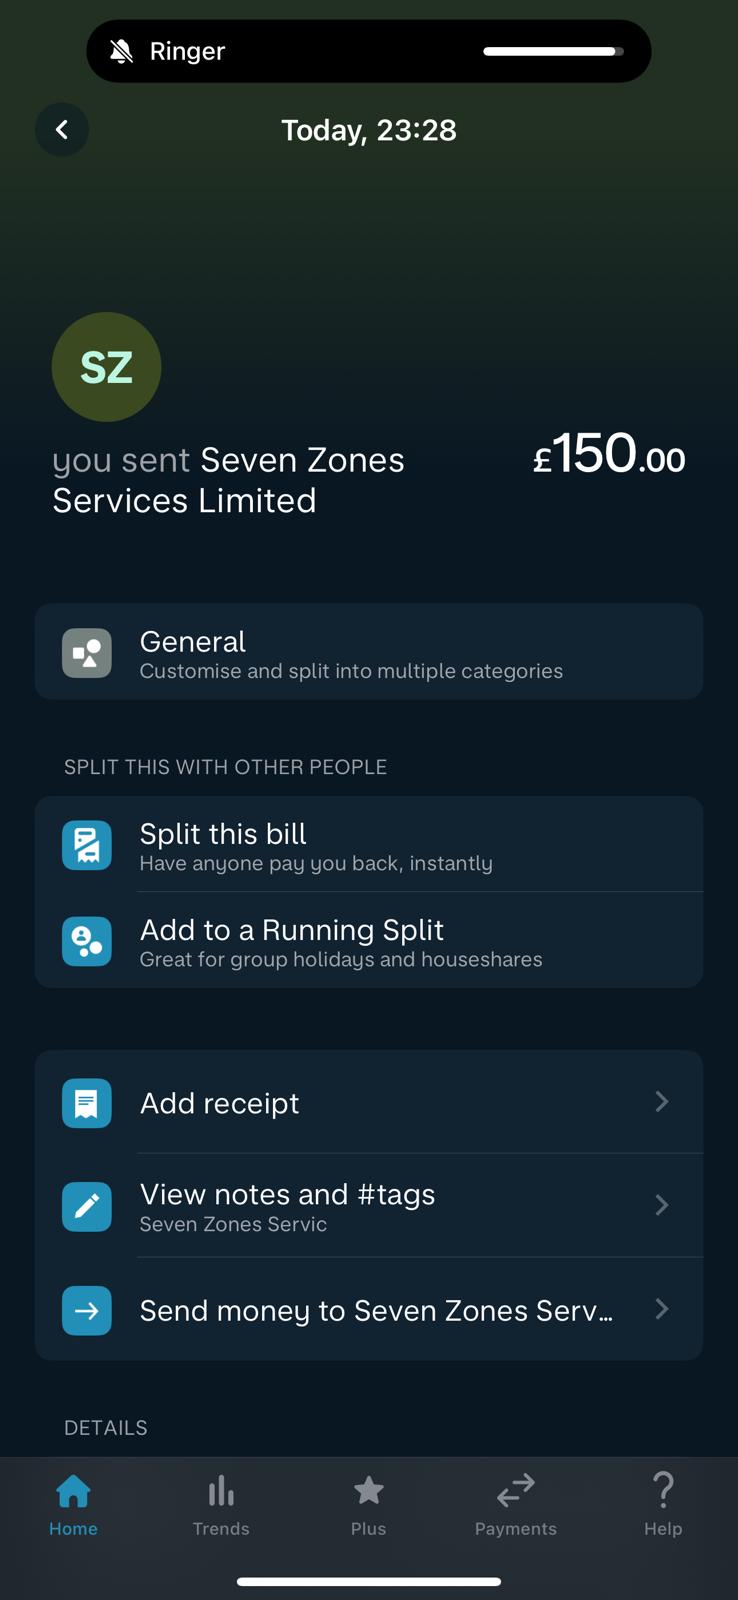 Ringer
Today, 23:28
SZ
you sent Seven Zones
Services Limited
£150.00
General
Customise and split into multiple categories
SPLIT THIS WITH OTHER PEOPLE
Split this bill
Have anyone pay you back, instantly
Add to a Running Split
Great for group holidays and houseshares
Add receipt
View notes and #tags
Seven Zones Servic
Send money to Seven Zones Serv...
DETAILS
Home
Trends
Plus
Payments
Help